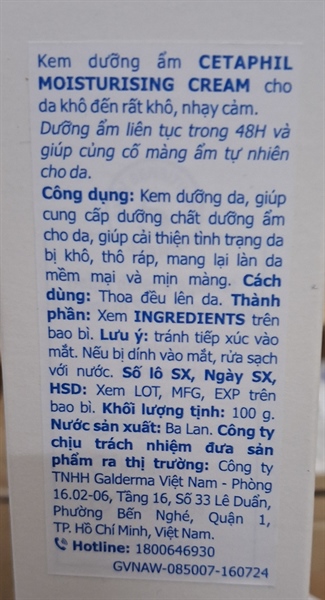 Kem dưỡng ẩm CETAPHIL
MOISTURISING CREAM cho
da khô đến rất khô, nhạy cảm.
Dưỡng ẩm liên tục trong 48H và
giúp củng cố màng ẩm tự nhiên
cho da.
Công dụng: Kem dưỡng da, giúp
cung cấp dưỡng chất dưỡng ẩm
cho da, giúp cải thiện tình trạng da
bị khô, thô ráp, mang lại làn da
mềm mại và mịn màng. Cách
dùng: Thoa đều lên da. Thành
phần: Xem INGREDIENTS trên
bao bì. Lưu ý: tránh tiếp xúc vào
mắt. Nếu bị dính vào mắt, rửa sạch
với nước. Số lô SX, Ngày SX,
HSD: Xem LOT, MFG, EXP trên
bao bì. Khối lượng tịnh: 100 g.
Nước sản xuất: Ba Lan. Công ty
chịu trách nhiệm đưa sản
phẩm ra thị trường: Công ty
TNHH Galderma Việt Nam - Phòng
16.02-06, Tầng 16, Số 33 Lê Duẩn,
Phường Bến Nghé, Quận 1,
TP. Hồ Chí Minh, Việt Nam.
Hotline: 1800646930
GVNAW-085007-160724